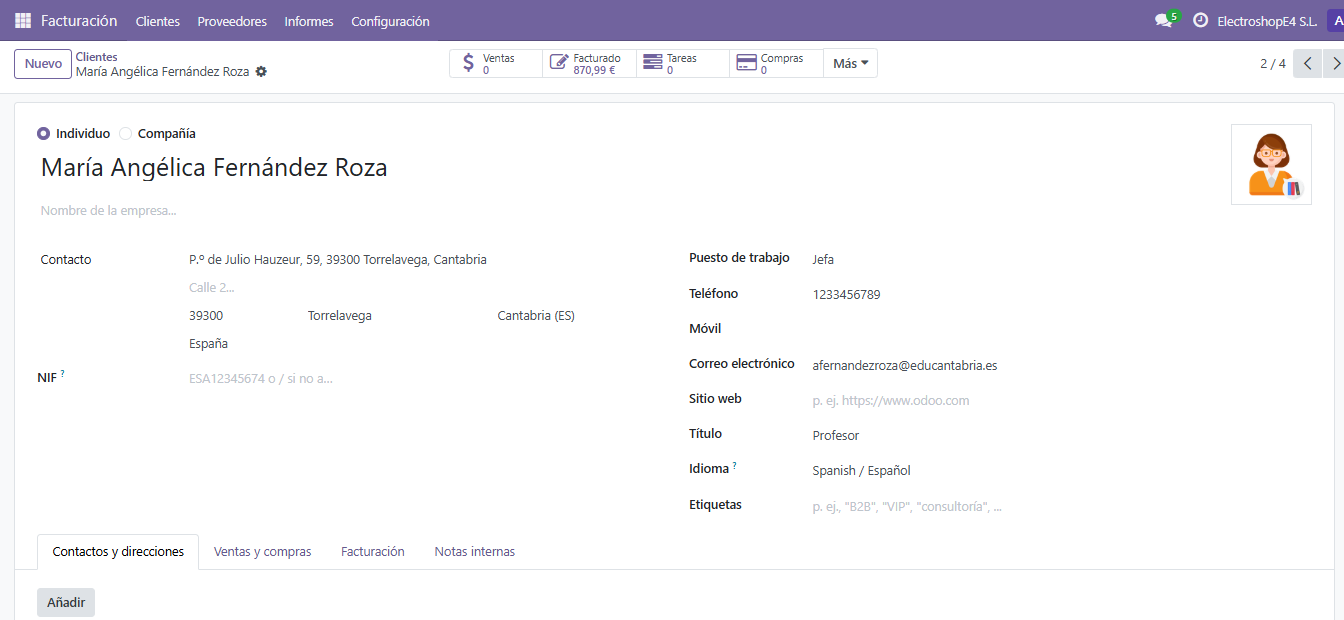 Facturación Clientes Proveedores Informes Configuración 5 ElectroshopE4 S.L. A
Nuevo Clientes
María Angélica Fernández Roza
Ventas 0
Facturado 870,99 €
Tareas 0
Compras 0
Más
2 / 4
Individuo Compañía
María Angélica Fernández Roza
Nombre de la empresa...
Contacto P.º de Julio Hauzeur, 59, 39300 Torrelavega, Cantabria
Calle 2...
39300 Torrelavega Cantabria (ES)
España
NIF ? ESA12345674 o / si no a...
Puesto de trabajo Jefa
Teléfono 1233456789
Móvil
Correo electrónico afernandezroza@educantabria.es
Sitio web p. ej. https://www.odoo.com
Título Profesor
Idioma ? Spanish / Español
Etiquetas p. ej., "B2B", "VIP", "consultoría", ...
Contactos y direcciones Ventas y compras Facturación Notas internas
Añadir